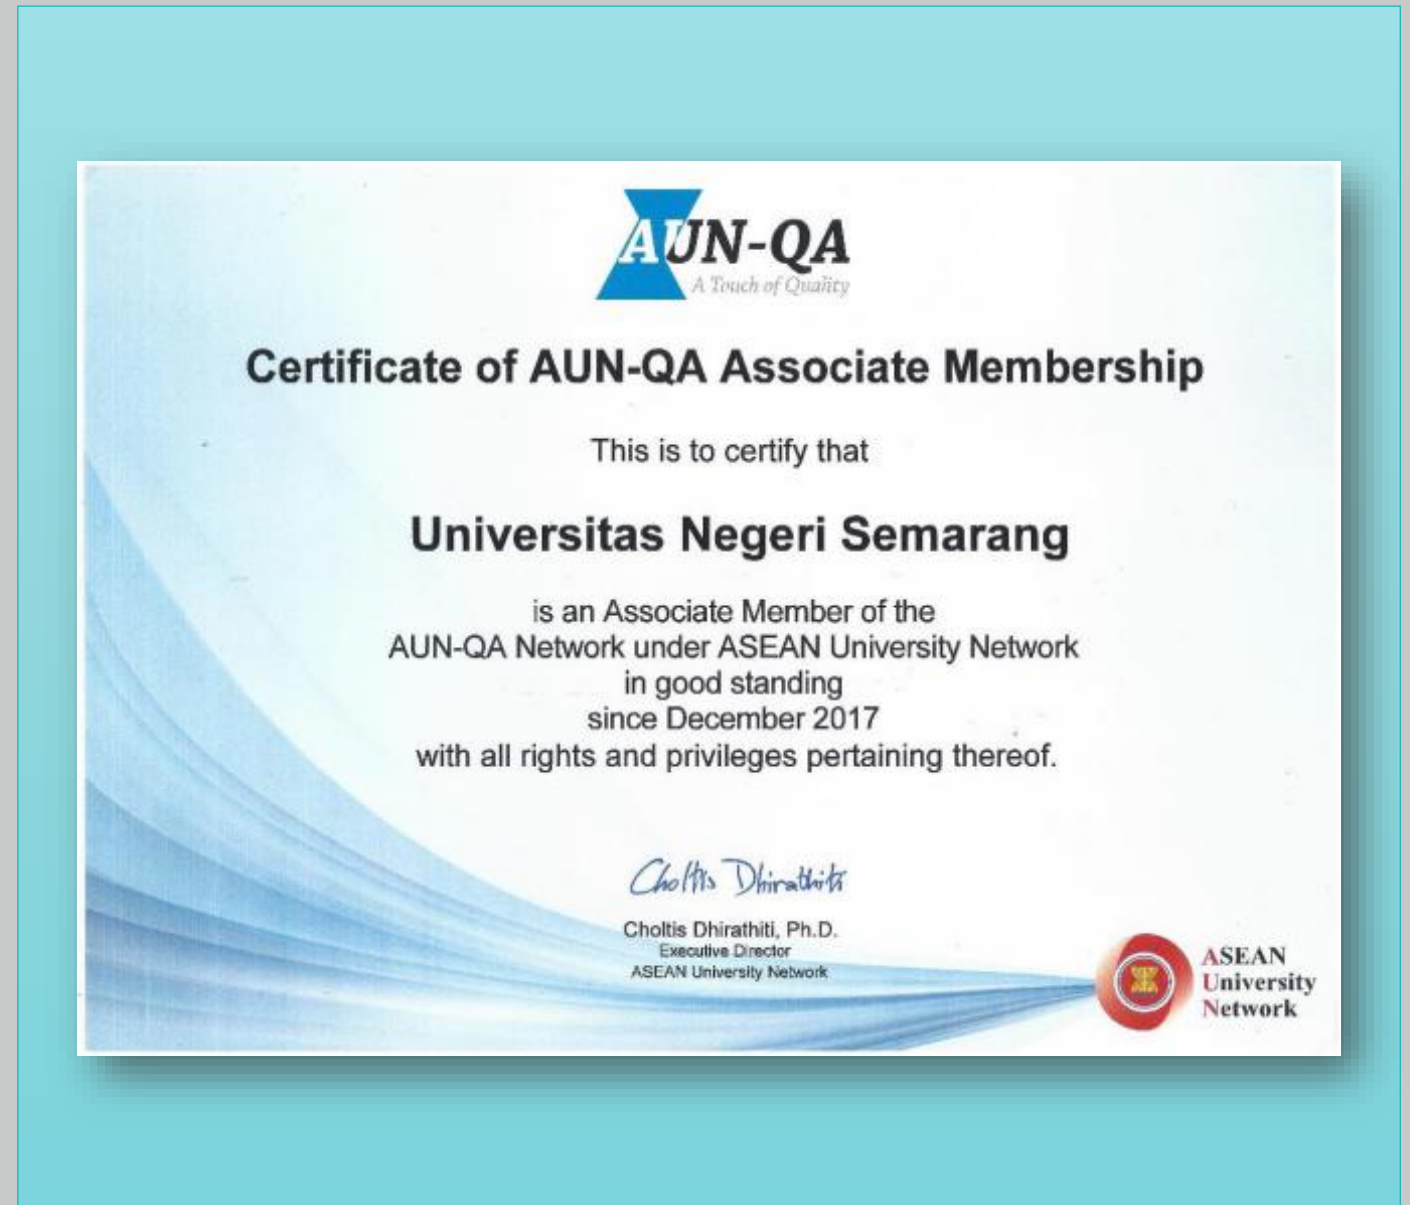 AUN-QA
A Touch of Quality
Certificate of AUN-QA Associate Membership
This is to certify that
Universitas Negeri Semarang
is an Associate Member of the
AUN-QA Network under ASEAN University Network
in good standing
since December 2017
with all rights and privileges pertaining thereof.
Choltis Dhirathiti
Choltis Dhirathiti, Ph.D.
Executive Director
ASEAN University Network
ASEAN
University
Network